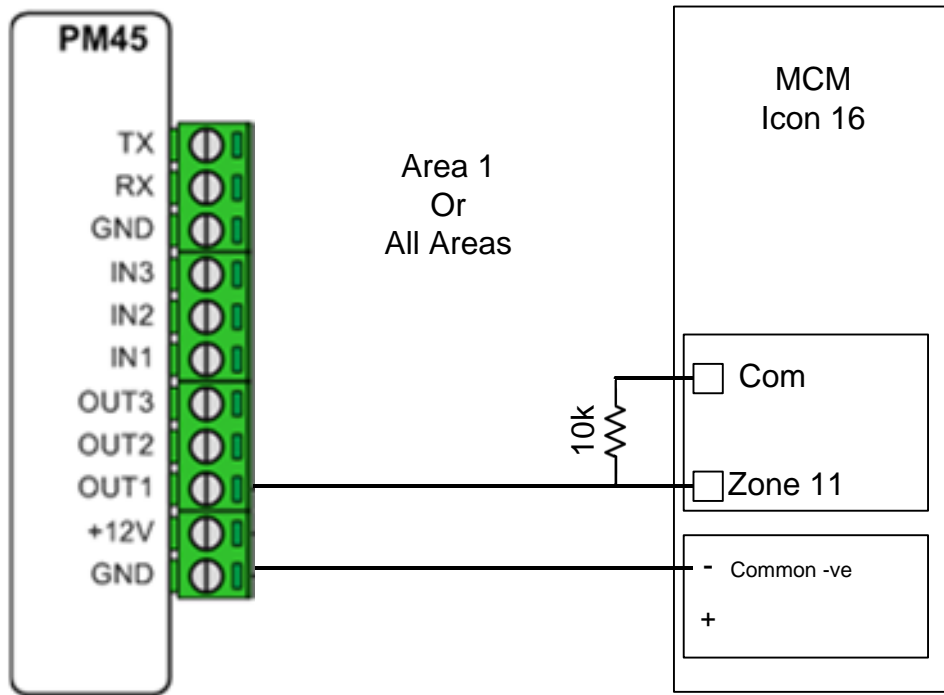 PM45
TX
RX
GND
IN3
IN2
IN1
OUT3
OUT2
OUT1
+12V
GND
Area 1
Or
All Areas
MCM
Icon 16
10k
Com
Zone 11
- Common -ve
+